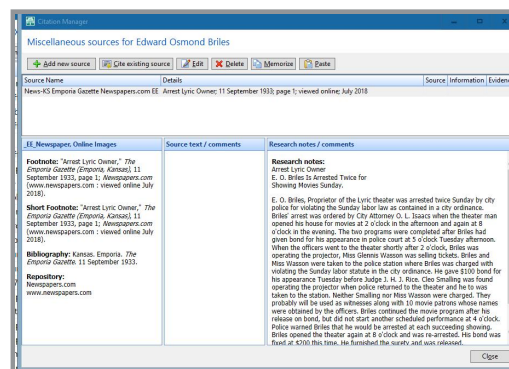 Citation Manager
Miscellaneous sources for Edward Osmond Briles
Add new source Cite existing source Edit Delete Memorize Paste
Source Name Details Source Information Evidenc
News-KS Emporia Gazette Newspapers.com EE Arrest Lyric Owner; 11 September 1933; page 1; viewed online; July 2018
_EE_Newspaper. Online Images
Footnote: "Arrest Lyric Owner," The
Emporia Gazette (Emporia, Kansas), 11
September 1933, page 1; Newspapers.com
(www.newspapers.com : viewed online July
2018).
Short Footnote: "Arrest Lyric Owner," The
Emporia Gazette (Emporia, Kansas), 11
September 1933, page 1; Newspapers.com
(www.newspapers.com : viewed online July
2018).
Bibliography: Kansas. Emporia. The
Emporia Gazette. 11 September 1933.
Repository:
Newspapers.com
www.newspapers.com
Source text / comments
Research notes / comments
Research notes:
Arrest Lyric Owner
E. O. Briles Is Arrested Twice for
Showing Movies Sunday.
E. O. Briles, Proprietor of the Lyric theater was arrested twice Sunday by city
police for violating the Sunday labor law as contained in a city ordinance.
Briles' arrest was ordered by City Attorney O. L. Isaacs when the theater man
opened his house for movies at 2 o'clock in the afternoon and again at 8
o'clock in the evening. The two programs were completed after Briles had
given bond for his appearance in police court at 5 o'clock Tuesday afternoon.
When the officers went to the theater shortly after 2 o'clock, Briles was
operating the projector, Miss Glennis Wasson was selling tickets. Briles and
Miss Wasson were taken to the police station where Briles was charged with
violating the Sunday labor statute in the city ordinance. He gave $100 bond for
his appearance Tuesday before Judge J. H. J. Rice. Cleo Smalling was found
operating the projector when police returned to the theater and he to was
taken to the station. Neither Smalling nor Miss Wasson were charged. They
probably will be used as witnesses along with 10 movie patrons whose names
were obtained by the officers. Briles continued the movie program after his
release on bond, but did not start another scheduled performance at 4 o'clock.
Police warned Briles that he would be arrested at each succeeding showing.
Briles opened the theater again at 8 o'clock and was re-arrested. His bond was
fixed at $200 this time. He furnished the surety and was released.
Close